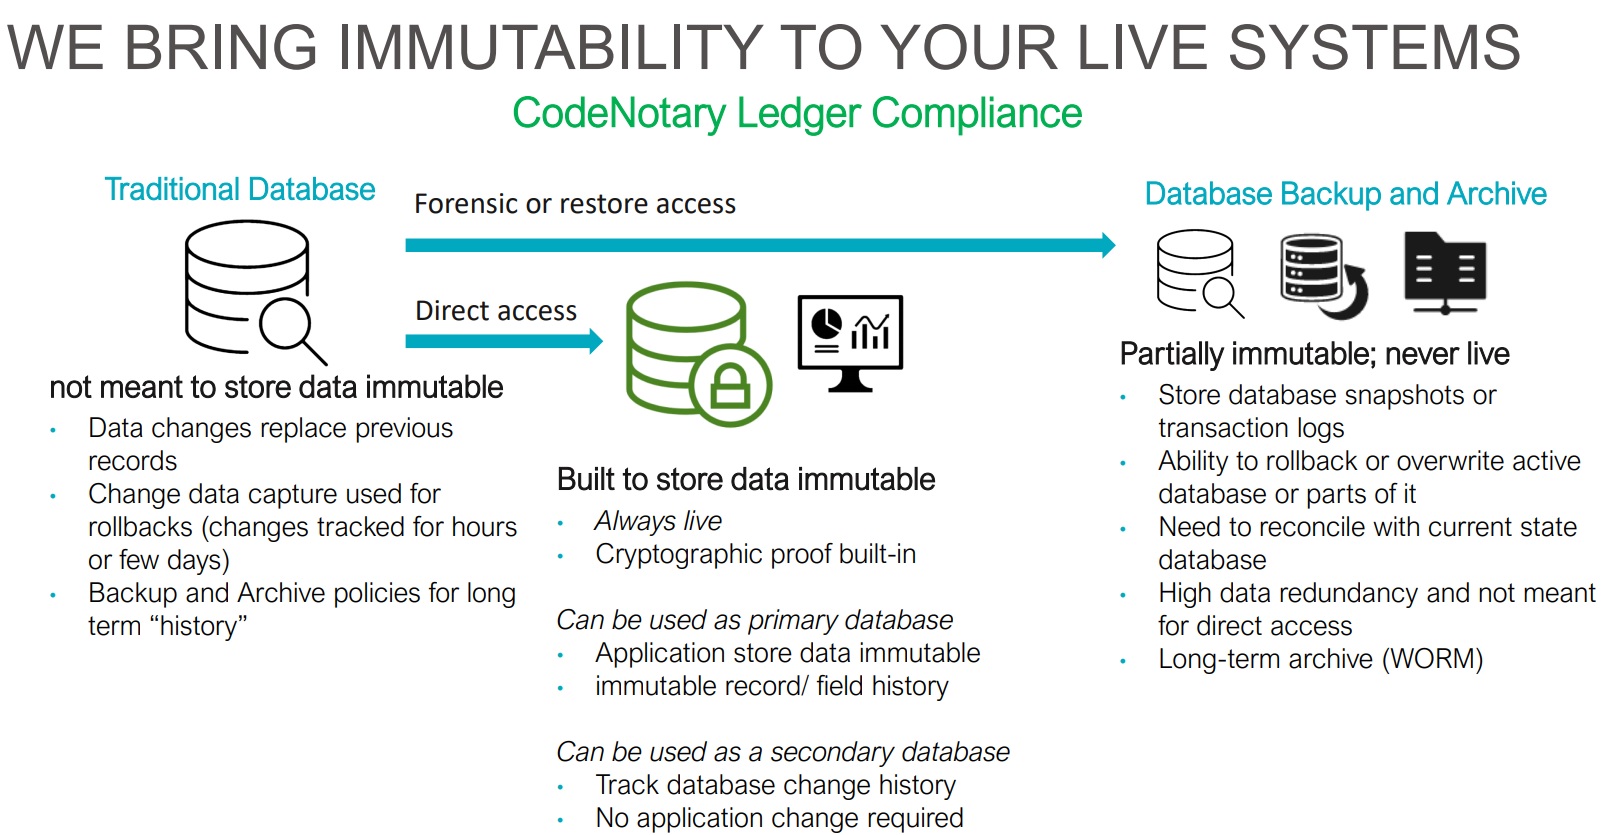 WE BRING IMMUTABILITY TO YOUR LIVE SYSTEMS
CodeNotary Ledger Compliance
Traditional Database
not meant to store data immutable
• Data changes replace previous
records
• Change data capture used for
rollbacks (changes tracked for hours
or few days)
• Backup and Archive policies for long
term “history”
Forensic or restore access
Direct access
Built to store data immutable
• Always live
• Cryptographic proof built-in
Can be used as primary database
• Application store data immutable
• immutable record/ field history
Can be used as a secondary database
• Track database change history
• No application change required
Database Backup and Archive
Partially immutable; never live
• Store database snapshots or
transaction logs
• Ability to rollback or overwrite active
database or parts of it
• Need to reconcile with current state
database
• High data redundancy and not meant
for direct access
• Long-term archive (WORM)